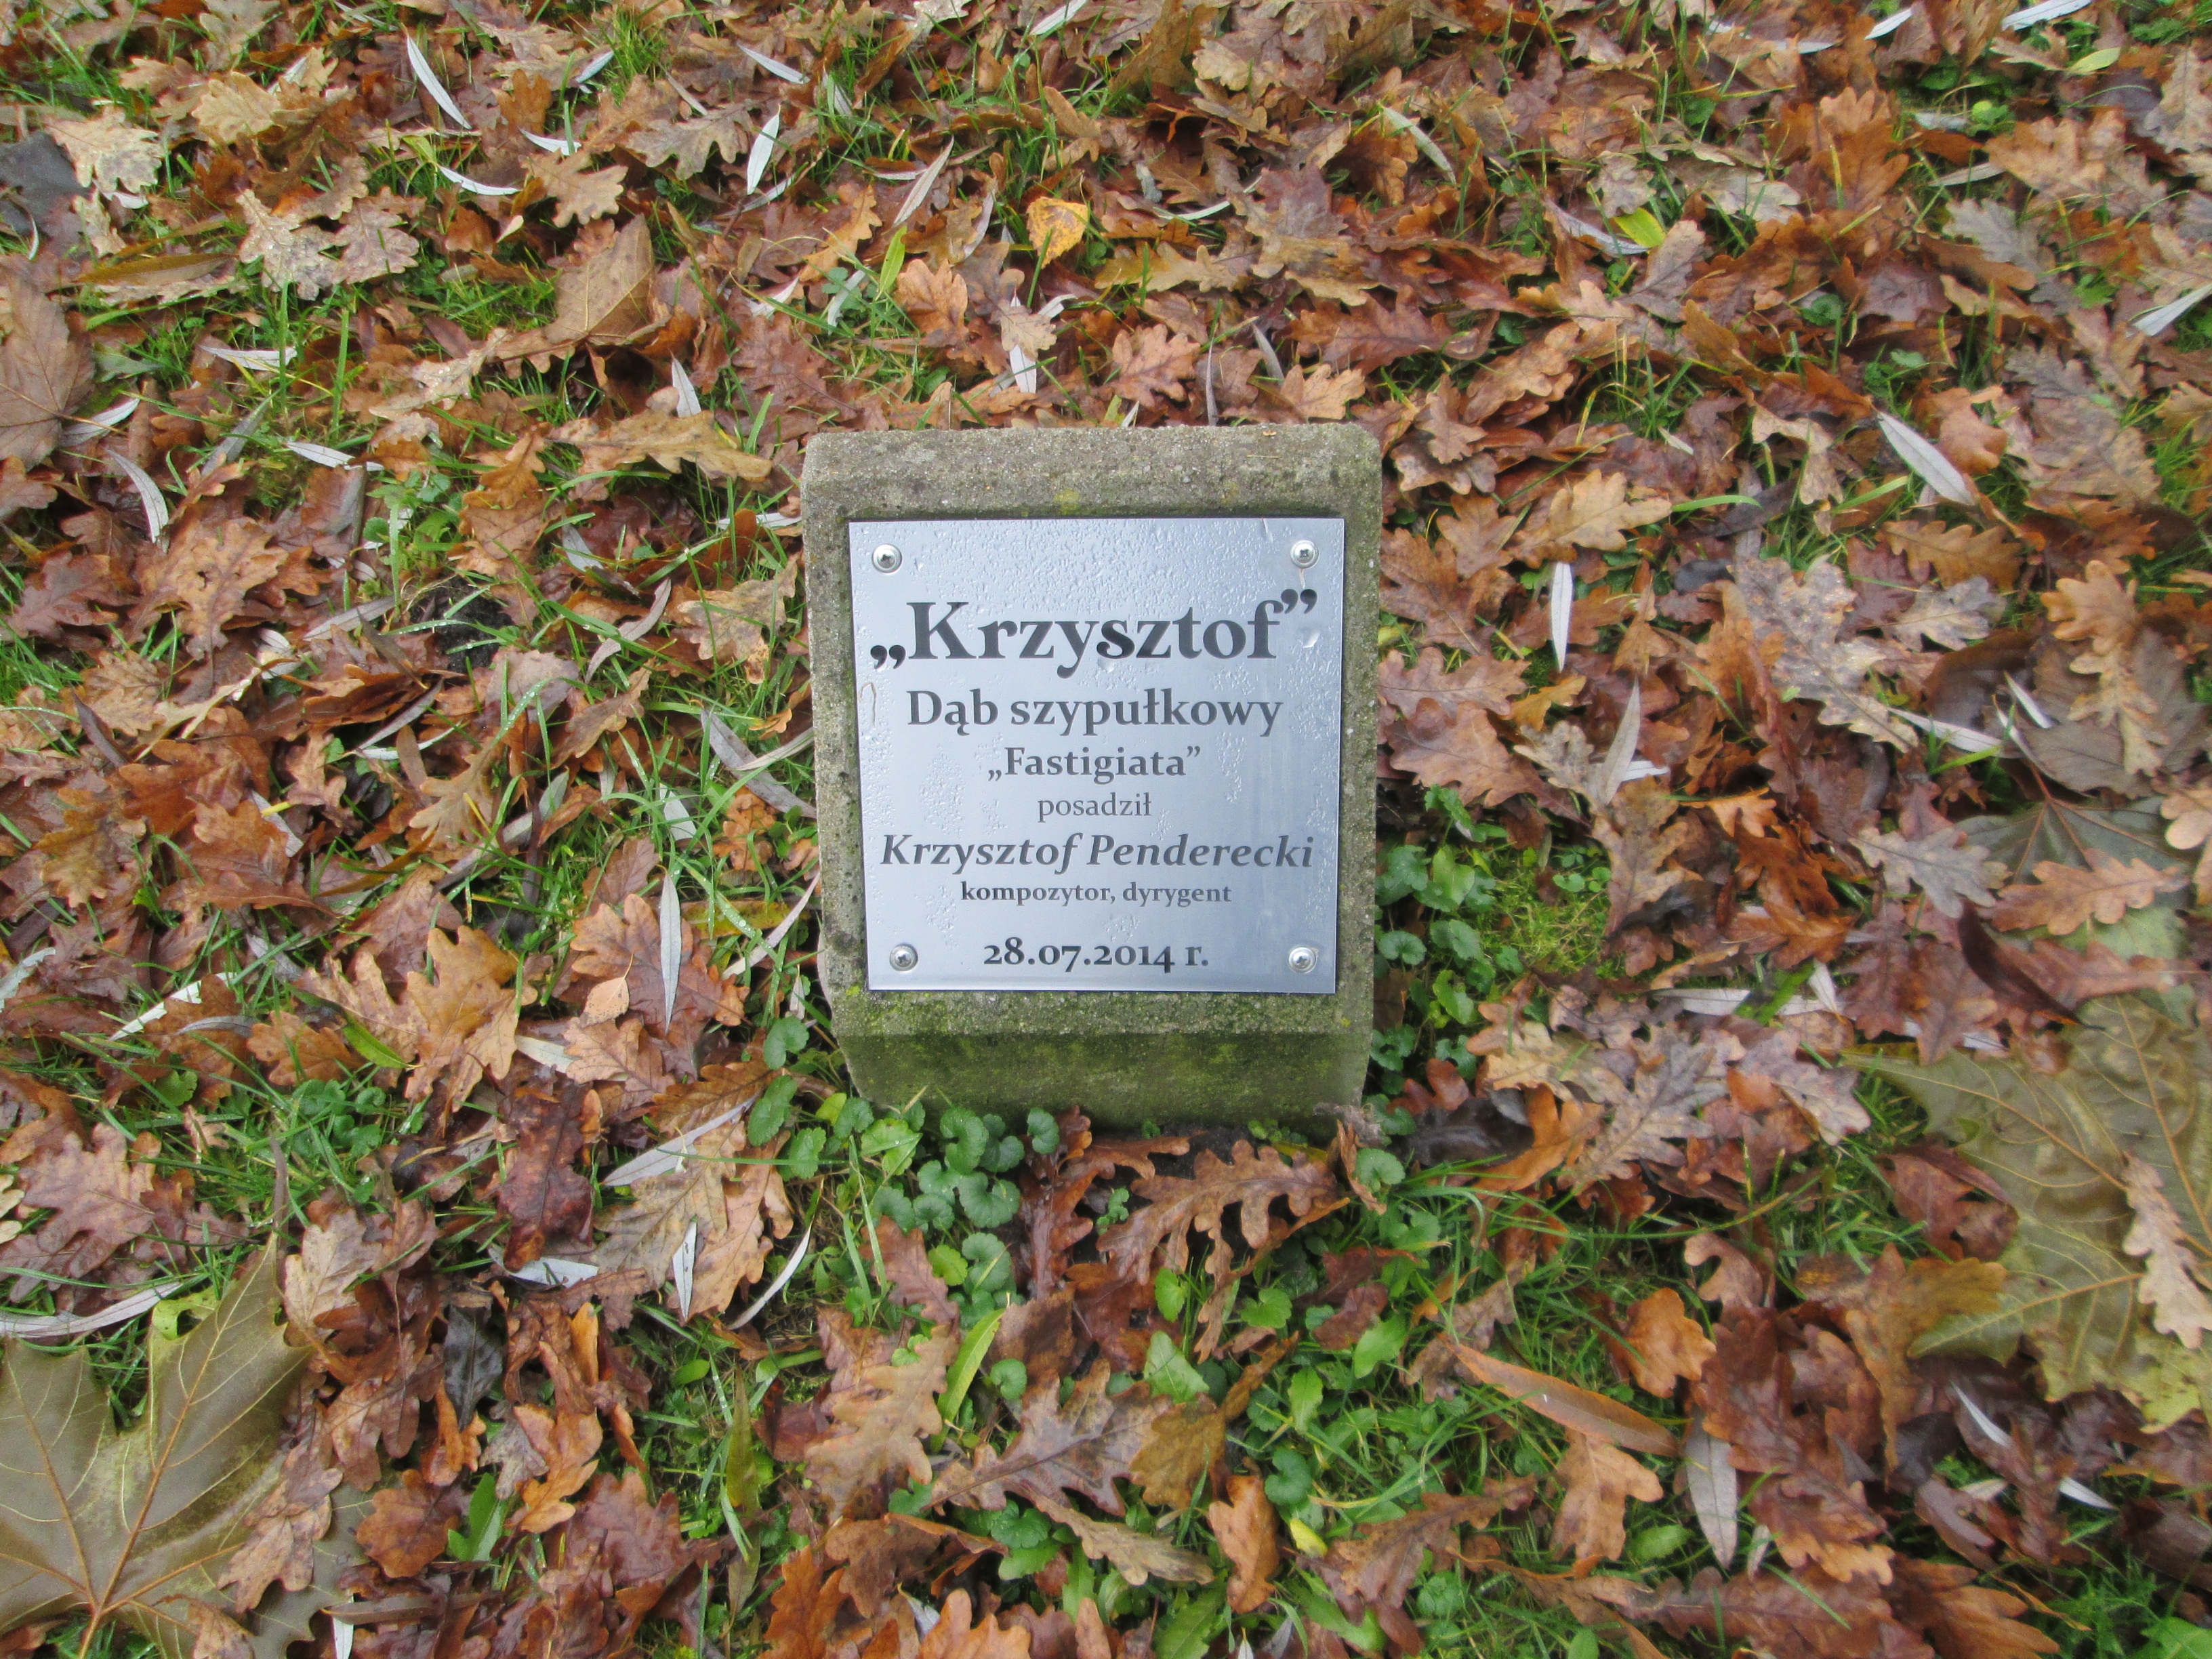 „Krzysztof”
Dąb szypułkowy
„Fastigiata”
posadził
Krzysztof Penderecki
kompozytor, dyrygent
28.07.2014 r.